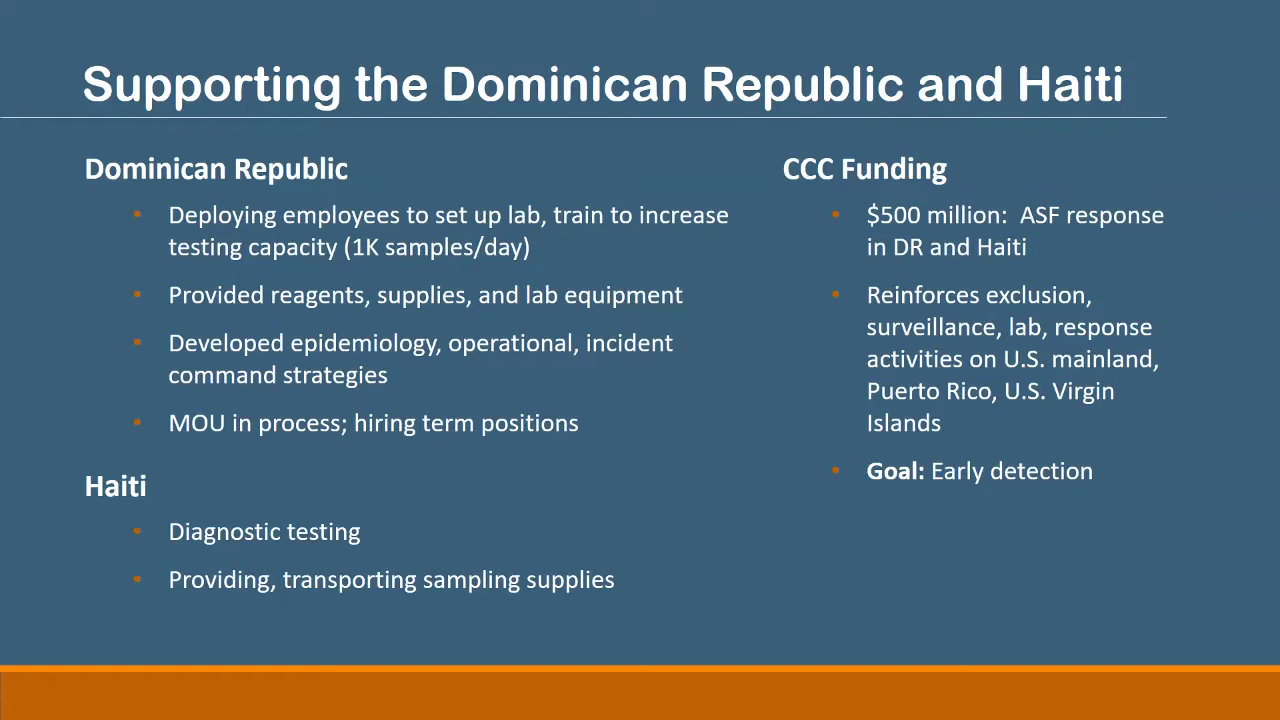 Supporting the Dominican Republic and Haiti
Dominican Republic
• Deploying employees to set up lab, train to increase
testing capacity (1K samples/day)
• Provided reagents, supplies, and lab equipment
• Developed epidemiology, operational, incident
command strategies
• MOU in process; hiring term positions
Haiti
• Diagnostic testing
• Providing, transporting sampling supplies
CCC Funding
• $500 million:  ASF response
in DR and Haiti
• Reinforces exclusion,
surveillance, lab, response
activities on U.S. mainland,
Puerto Rico, U.S. Virgin
Islands
• Goal: Early detection